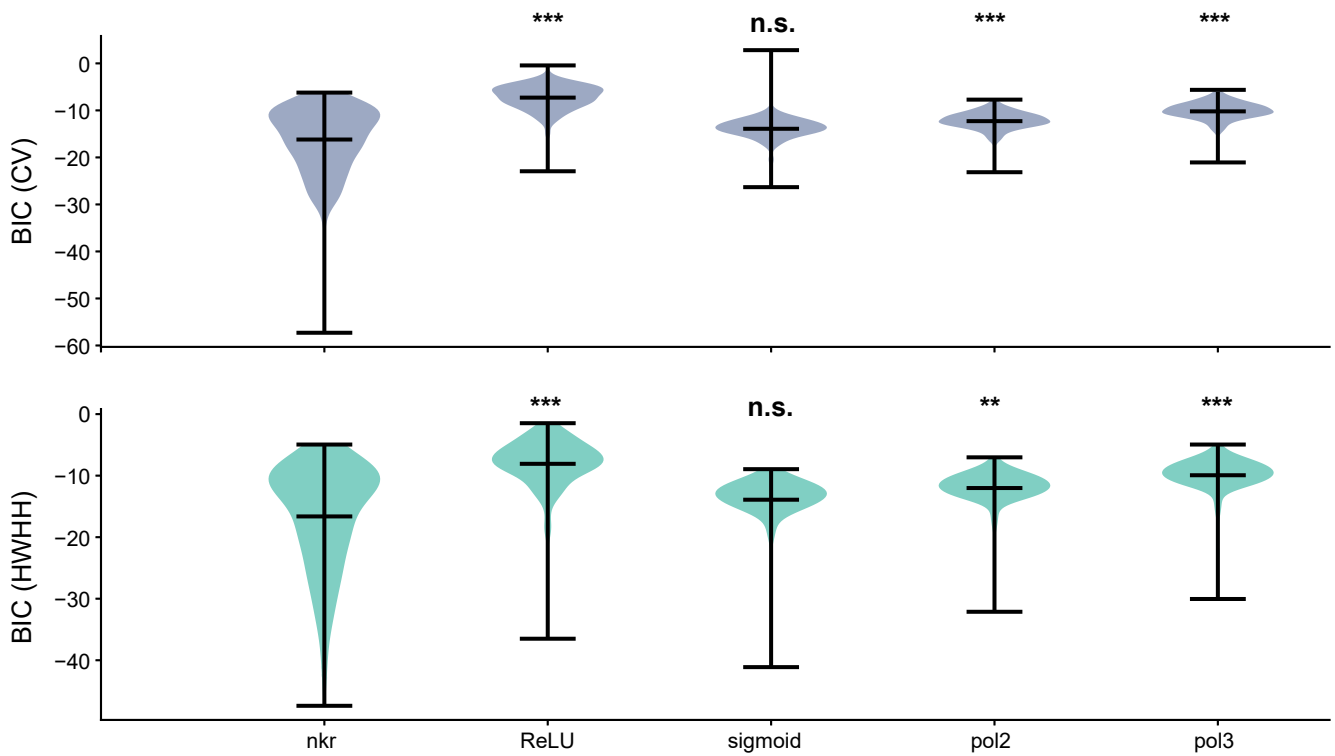 *** n.s. *** ***
BIC (CV)
0
−10
−20
−30
−40
−50
−60
*** n.s. ** ***
BIC (HWHH)
0
−10
−20
−30
−40
nkr ReLU sigmoid pol2 pol3